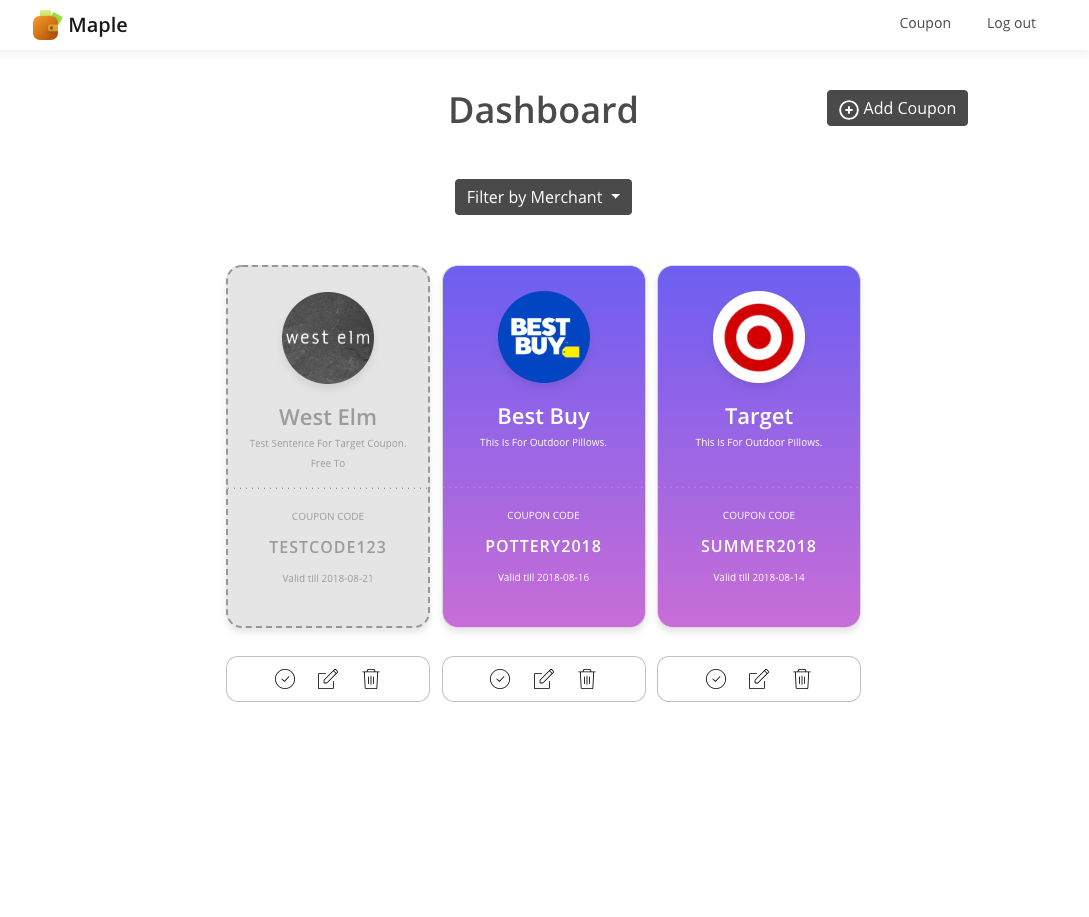 Maple
Coupon
Log out
Dashboard
Add Coupon
Filter by Merchant
west elm
West Elm
Test Sentence For Target Coupon.
Free To
COUPON CODE
TESTCODE123
Valid till 2018-08-21
BEST
BUY
Best Buy
This Is For Outdoor Pillows.
COUPON CODE
POTTERY2018
Valid till 2018-08-16
Target
This Is For Outdoor Pillows.
COUPON CODE
SUMMER2018
Valid till 2018-08-14